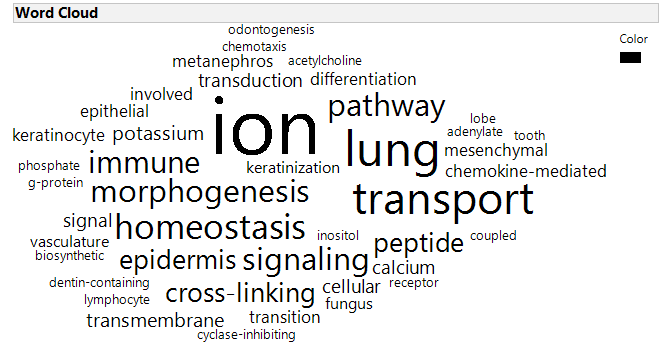 Word Cloud
Color
odontogenesis
chemotaxis
metanephros acetylcholine
transduction differentiation
involved
epithelial
ion pathway
keratinocyte potassium
lobe
adenylate tooth
lung mesenchymal
phosphate immune keratinization chemokine-mediated
g-protein
morphogenesis transport
signal homeostasis
vasculature inositol peptide coupled
biosynthetic
epidermis signaling calcium
dentin-containing cellular receptor
lymphocyte cross-linking fungus
transmembrane transition
cyclase-inhibiting